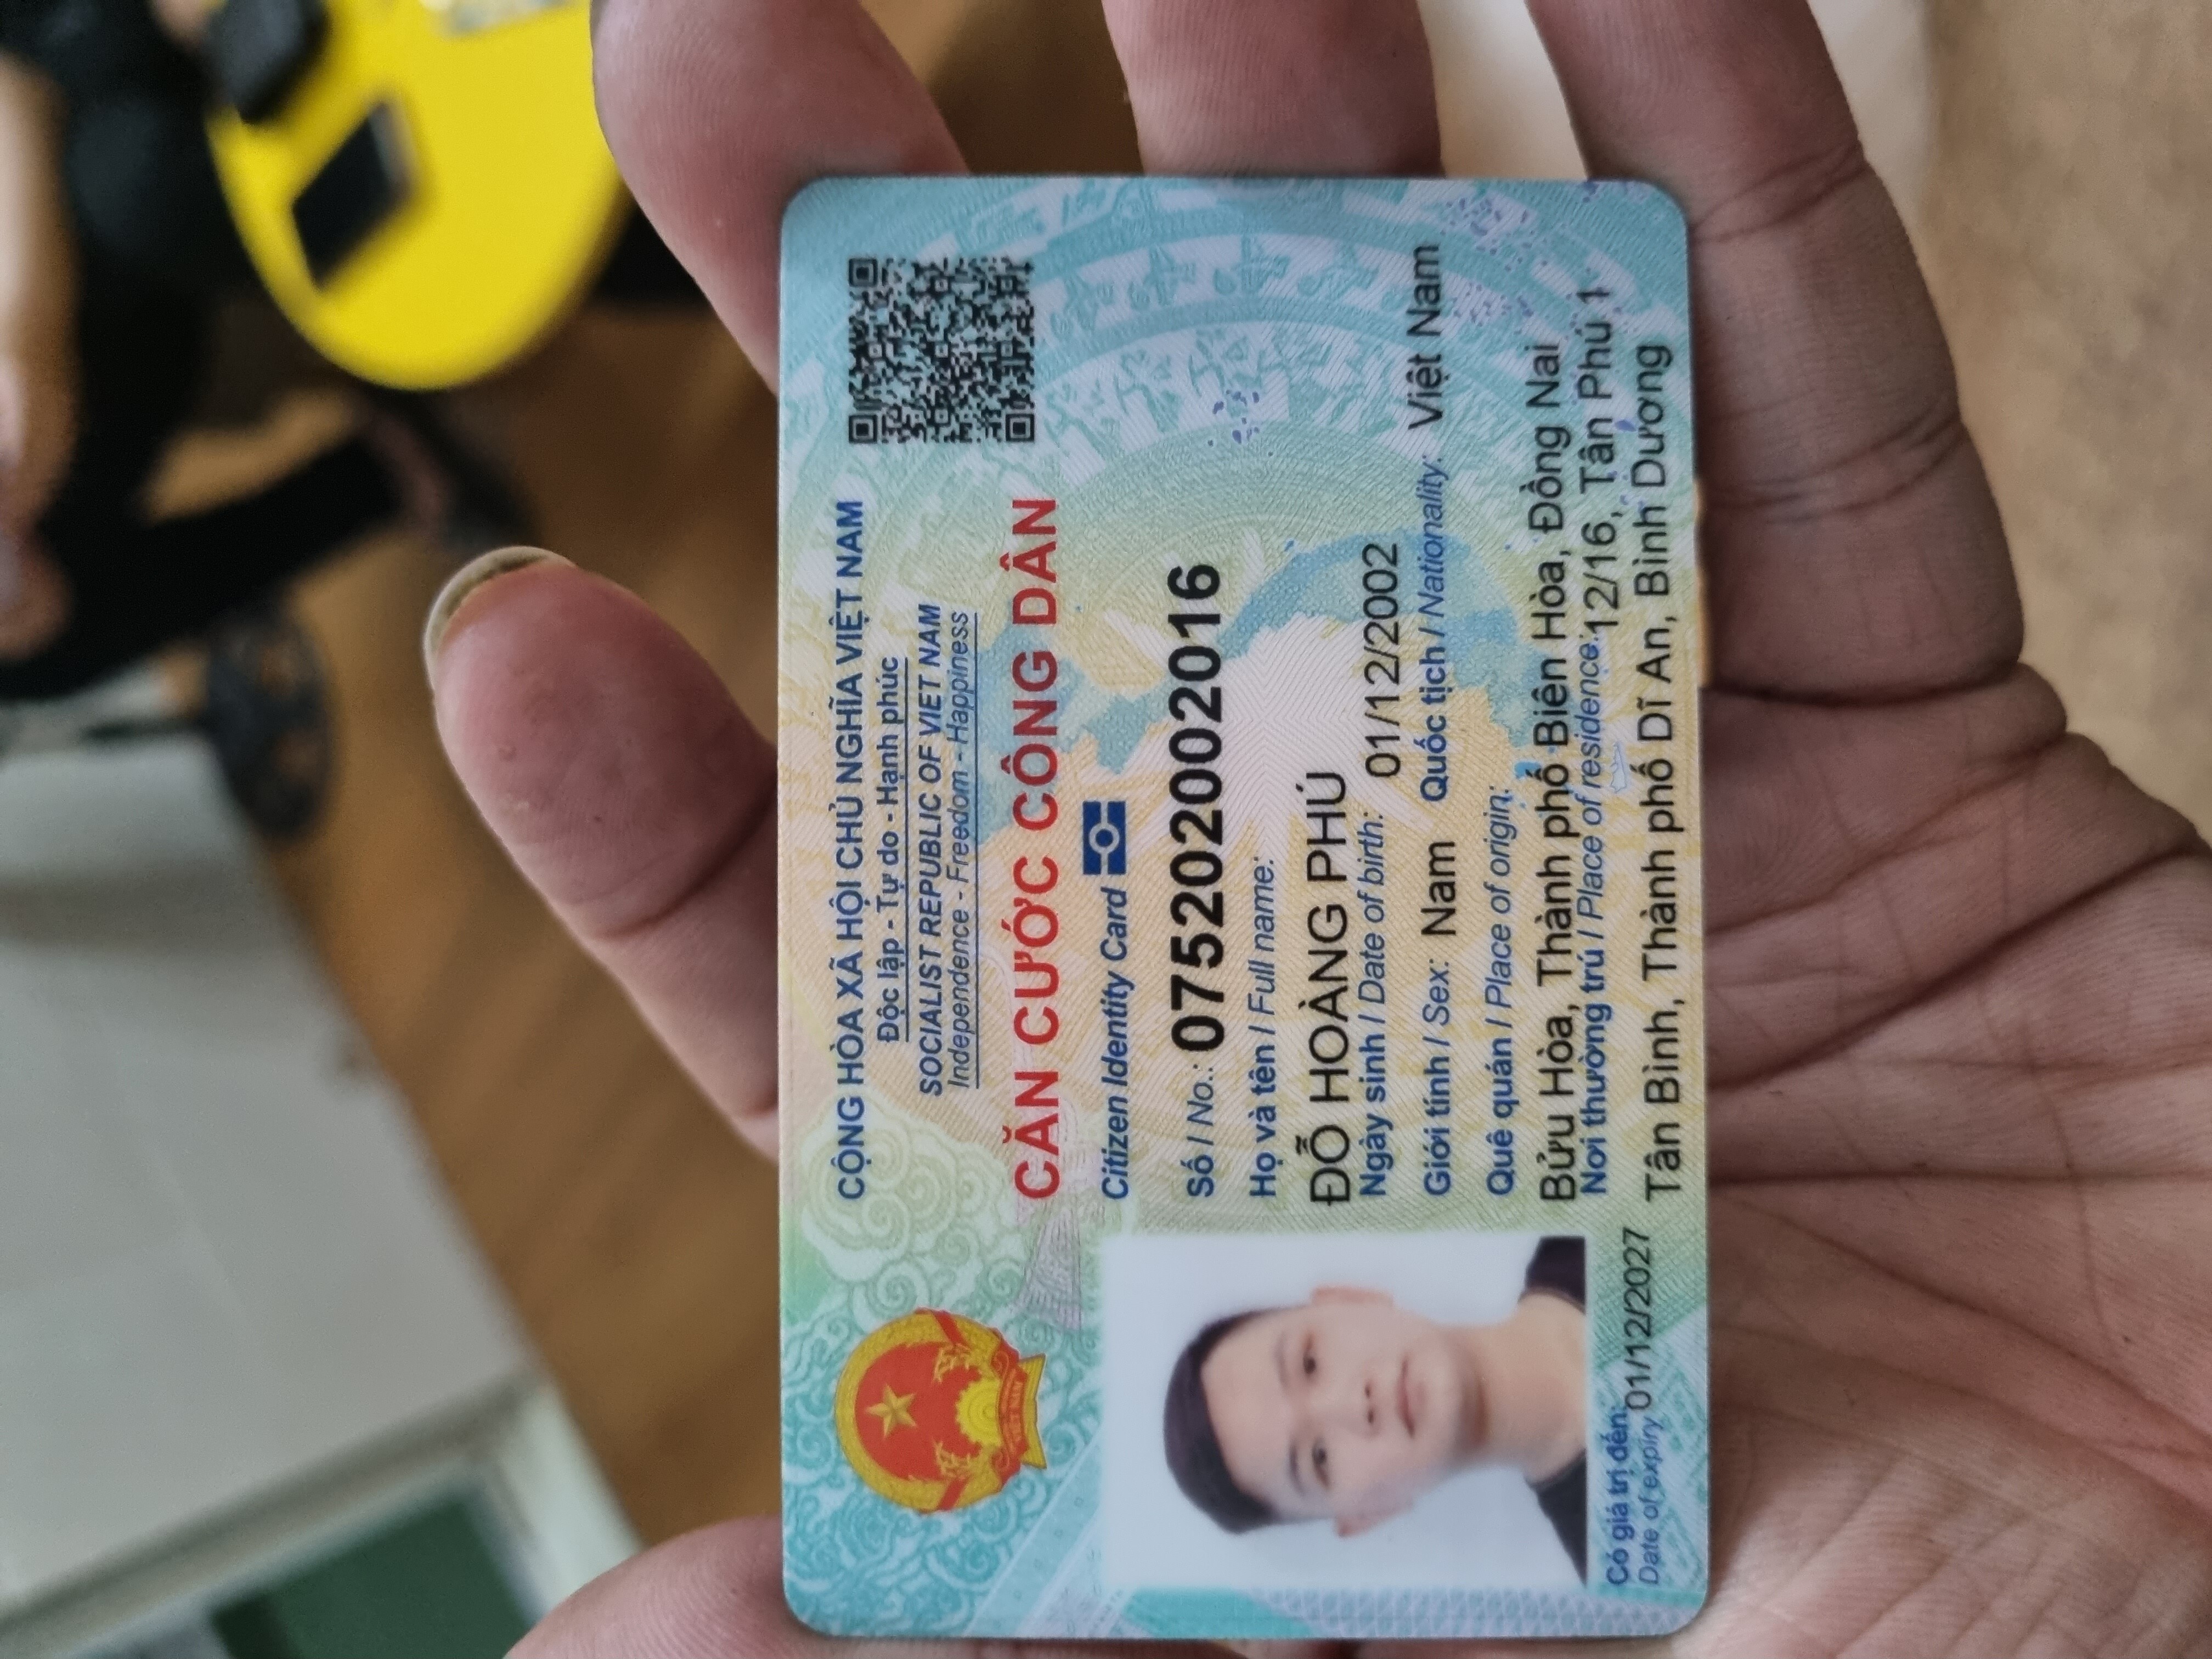 CỘNG HÒA XÃ HỘI CHỦ NGHĨA VIỆT NAM
Độc lập - Tự do - Hạnh phúc
SOCIALIST REPUBLIC OF VIET NAM
Independence - Freedom - Happiness
CĂN CƯỚC CÔNG DÂN
Citizen Identity Card
Số / No.: 075202002016
Họ và tên / Full name:
ĐỖ HOÀNG PHÚ
Ngày sinh / Date of birth: 01/12/2002
Giới tính / Sex: Nam Quốc tịch / Nationality: Việt Nam
Quê quán / Place of origin:
Bửu Hòa, Thành phố Biên Hòa, Đồng Nai
Nơi thường trú / Place of residence: 12/16, Tân Phú 1
Tân Bình, Thành phố Dĩ An, Bình Dương
Có giá trị đến: 01/12/2027
Date of expiry